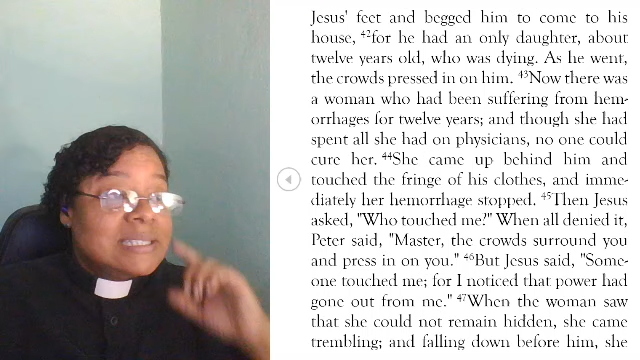 Jesus' feet and begged him to come to his
house, ⁴²for he had an only daughter, about
twelve years old, who was dying. As he went,
the crowds pressed in on him. ⁴³Now there was
a woman who had been suffering from hem-
orrhages for twelve years; and though she had
spent all she had on physicians, no one could
cure her. ⁴⁴She came up behind him and
touched the fringe of his clothes, and imme-
diately her hemorrhage stopped. ⁴⁵Then Jesus
asked, "Who touched me?" When all denied it,
Peter said, "Master, the crowds surround you
and press in on you." ⁴⁶But Jesus said, "Some-
one touched me; for I noticed that power had
gone out from me." ⁴⁷When the woman saw
that she could not remain hidden, she came
trembling; and falling down before him, she